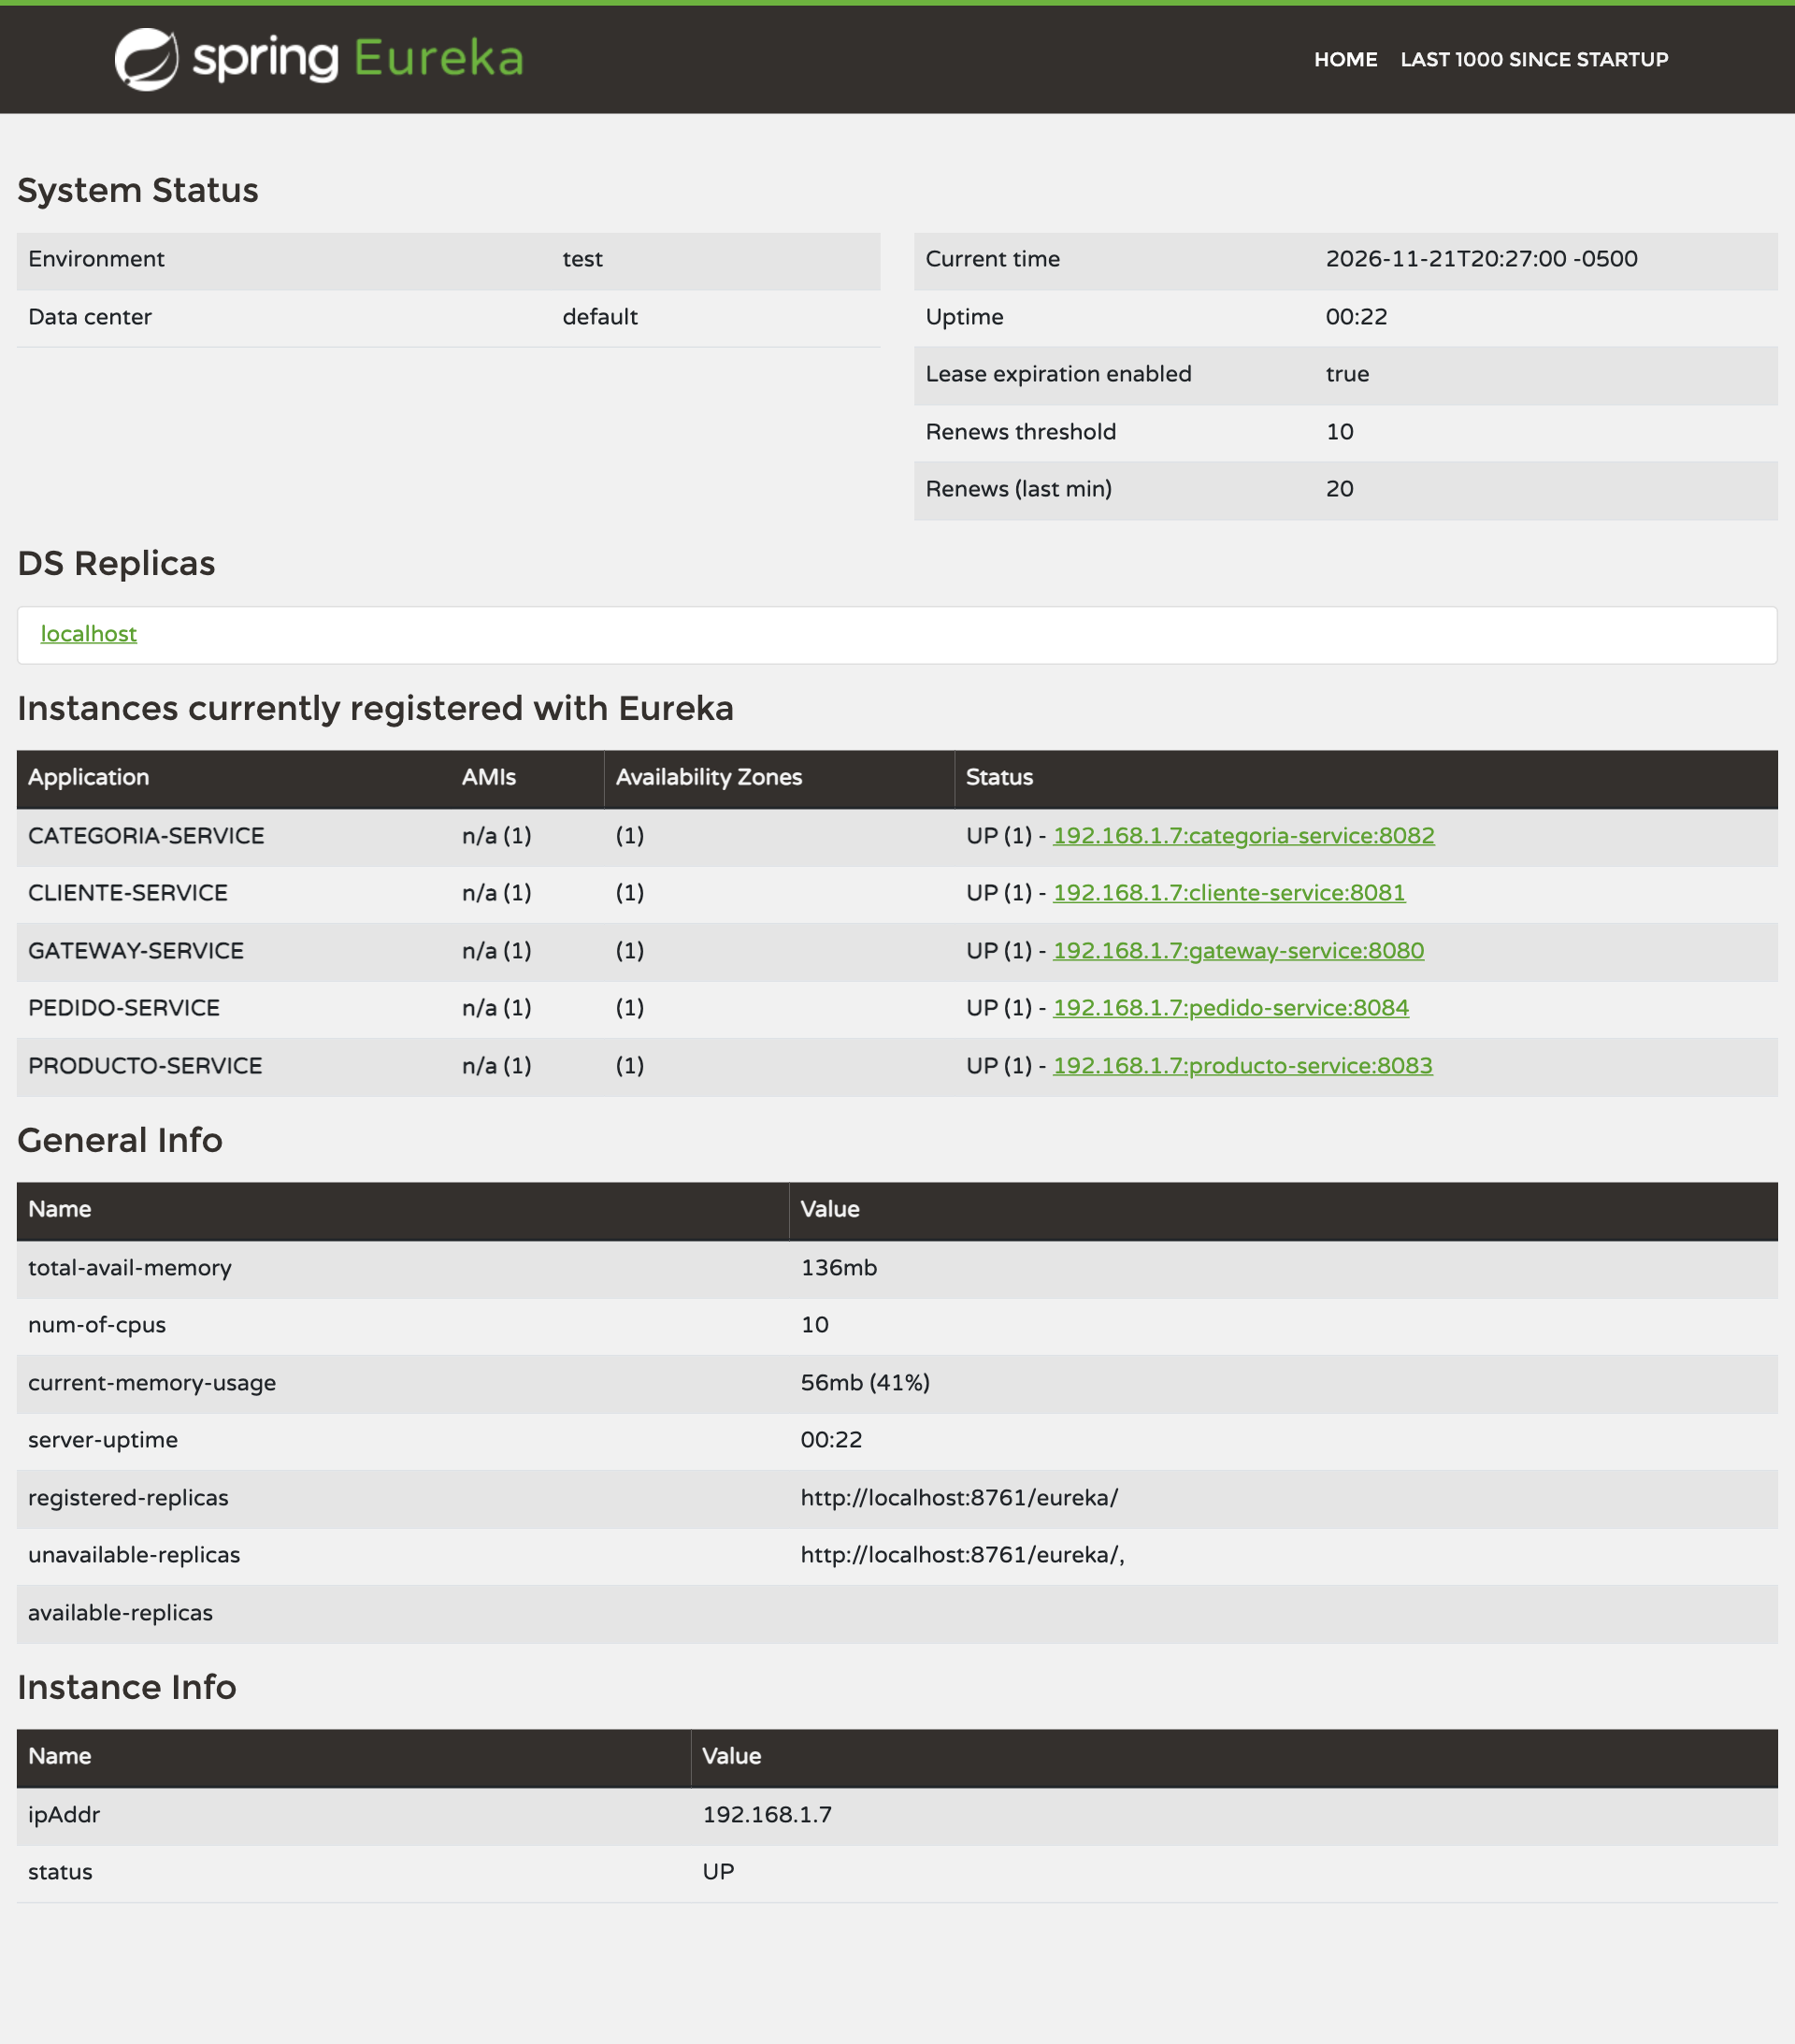 spring Eureka
HOME LAST 1000 SINCE STARTUP
System Status
Environment test
Data center default
Current time 2026-11-21T20:27:00 -0500
Uptime 00:22
Lease expiration enabled true
Renews threshold 10
Renews (last min) 20
DS Replicas
localhost
Instances currently registered with Eureka
Application AMIs Availability Zones Status
CATEGORIA-SERVICE n/a (1) (1) UP (1) - 192.168.1.7:categoria-service:8082
CLIENTE-SERVICE n/a (1) (1) UP (1) - 192.168.1.7:cliente-service:8081
GATEWAY-SERVICE n/a (1) (1) UP (1) - 192.168.1.7:gateway-service:8080
PEDIDO-SERVICE n/a (1) (1) UP (1) - 192.168.1.7:pedido-service:8084
PRODUCTO-SERVICE n/a (1) (1) UP (1) - 192.168.1.7:producto-service:8083
General Info
Name Value
total-avail-memory 136mb
num-of-cpus 10
current-memory-usage 56mb (41%)
server-uptime 00:22
registered-replicas http://localhost:8761/eureka/
unavailable-replicas http://localhost:8761/eureka/,
available-replicas
Instance Info
Name Value
ipAddr 192.168.1.7
status UP